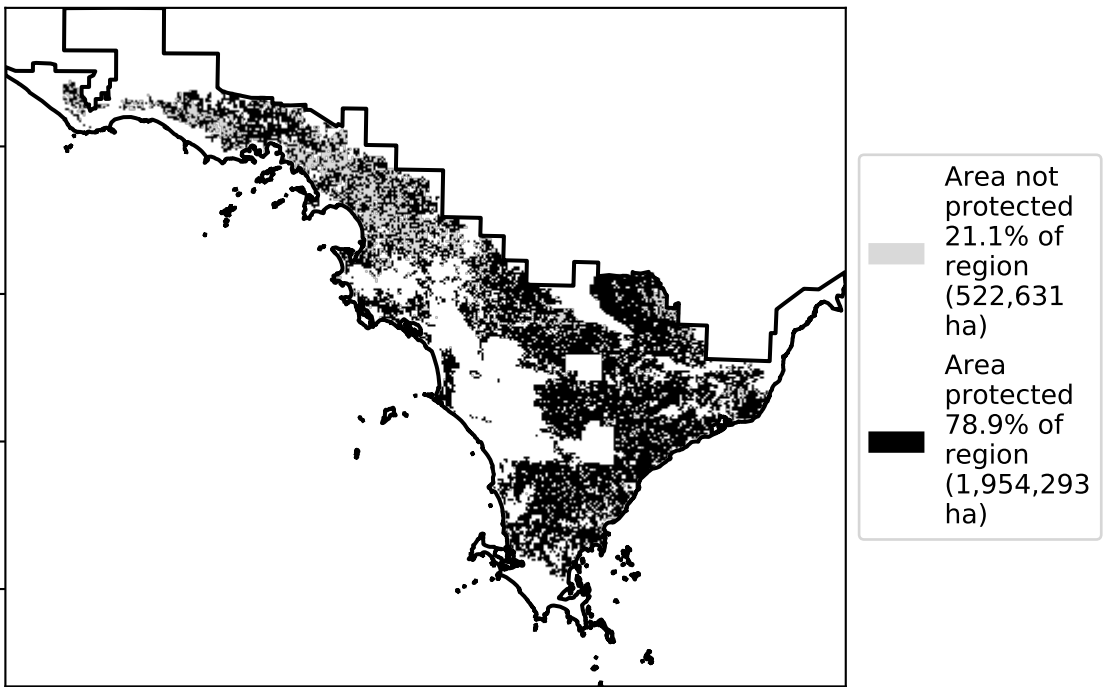 Area not
protected
21.1% of
region
(522,631
ha)
Area
protected
78.9% of
region
(1,954,293
ha)